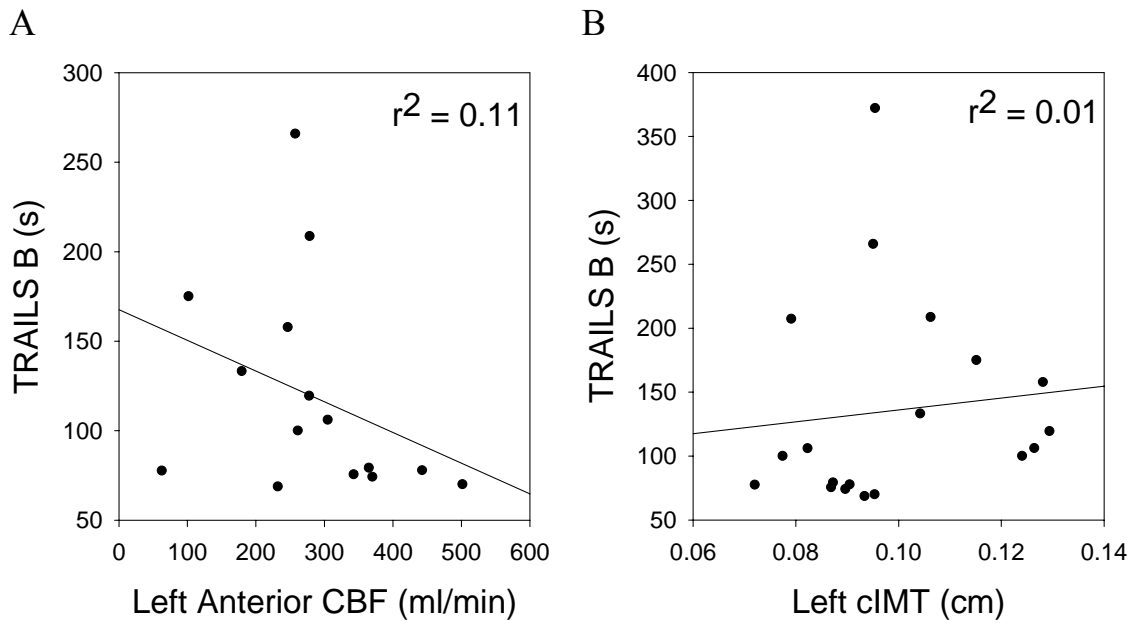 A
TRAILS B (s)
300
250
200
150
100
50
r2 = 0.11
0 100 200 300 400 500 600
Left Anterior CBF (ml/min)
B
TRAILS B (s)
400
350
300
250
200
150
100
50
r2 = 0.01
0.06 0.08 0.10 0.12 0.14
Left cIMT (cm)